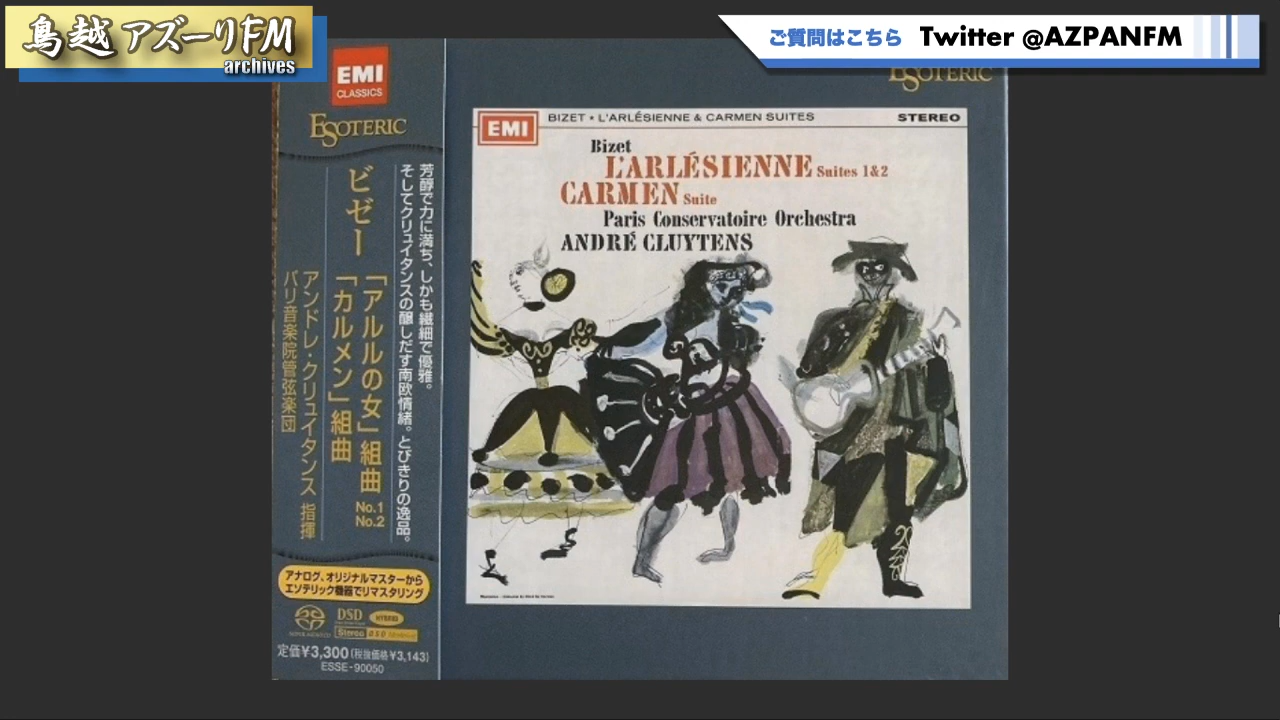 鳥越アズーリFM
archives
ご質問はこちら Twitter @AZPANFM
EMI
CLASSICS
ESOTERIC
芳醇で力に満ち、しかも繊細で優雅。
そしてクリュイタンスの醸しだす南欧情緒。とびきりの逸品。
ビゼー
「アルルの女」組曲 No.1 No.2
「カルメン」組曲
アンドレ・クリュイタンス 指揮
パリ音楽院管弦楽団
アナログ、オリジナルマスターから
エソテリック機器でリマスタリング
SUPER AUDIO CD
DSD
HYBRID
Stereo
定価¥3,300(税抜価格¥3,143)
ESSE-90050
ESOTERIC
EMI
BIZET • L'ARLÉSIENNE & CARMEN SUITES
STEREO
Bizet
L'ARLÉSIENNE Suites 1&2
CARMEN Suite
Paris Conservatoire Orchestra
ANDRÉ CLUYTENS